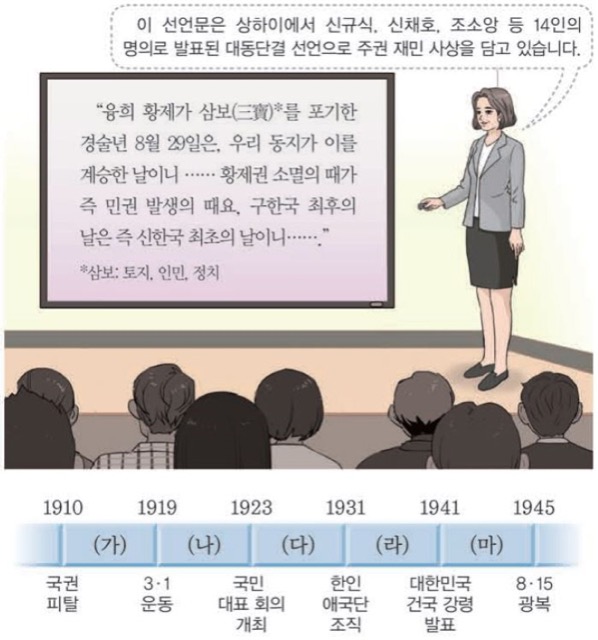 이 선언문은 상하이에서 신규식, 신채호, 조소앙 등 14인의
명의로 발표된 대동단결 선언으로 주권 재민 사상을 담고 있습니다.
“융희 황제가 삼보(三寶)*를 포기한
경술년 8월 29일은, 우리 동지가 이를
계승한 날이니 …… 황제권 소멸의 때가
즉 민권 발생의 때요, 구한국 최후의
날은 즉 신한국 최초의 날이니…….”
*삼보: 토지, 인민, 정치
1910 1919 1923 1931 1941 1945
(가) (나) (다) (라) (마)
국권 3·1 국민 한인 대한민국 8·15
피탈 운동 대표 회의 애국단 건국 강령 광복
개최 조직 발표